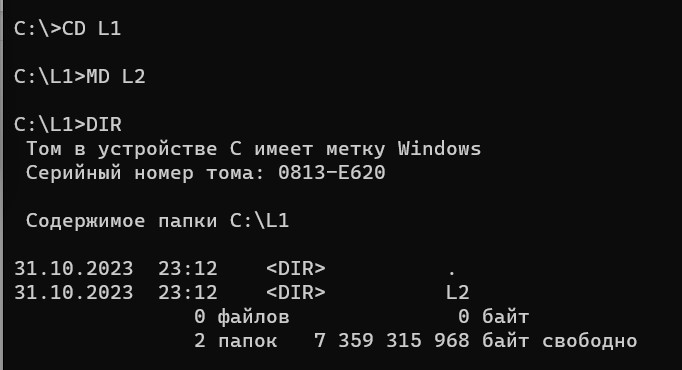 C:\>CD L1
C:\L1>MD L2
C:\L1>DIR
Том в устройстве C имеет метку Windows
Серийный номер тома: 0813-E620
Содержимое папки C:\L1
31.10.2023  23:12    <DIR>          .
31.10.2023  23:12    <DIR>          L2
0 файлов              0 байт
2 папок   7 359 315 968 байт свободно